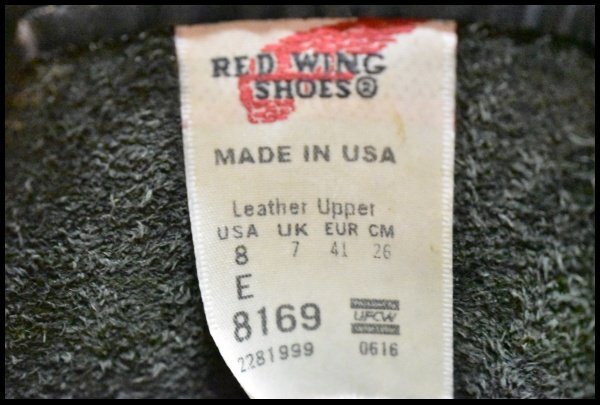 RED WING
SHOES®
MADE IN USA
Leather Upper
USA UK EUR CM
8 7 41 26
E
8169
UFCW
2281999 0616